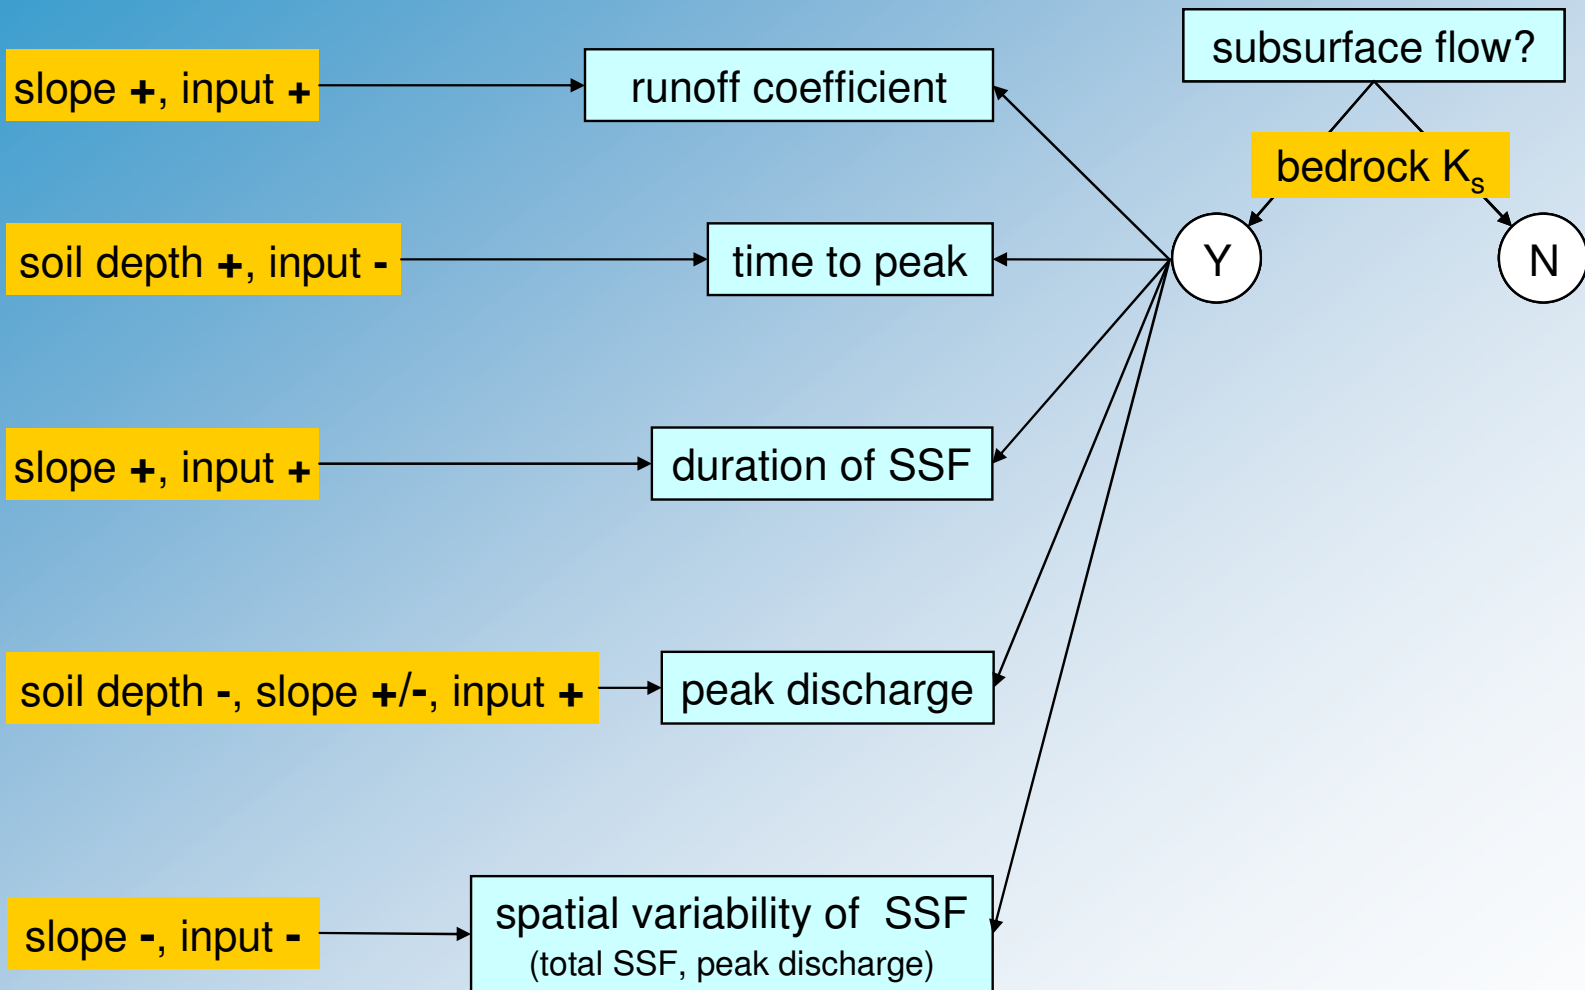 subsurface flow?
slope +, input +
runoff coefficient
bedrock Ks
soil depth +, input -
time to peak
Y
N
slope +, input +
duration of SSF
soil depth -, slope +/-, input +
peak discharge
slope -, input -
spatial variability of SSF
(total SSF, peak discharge)